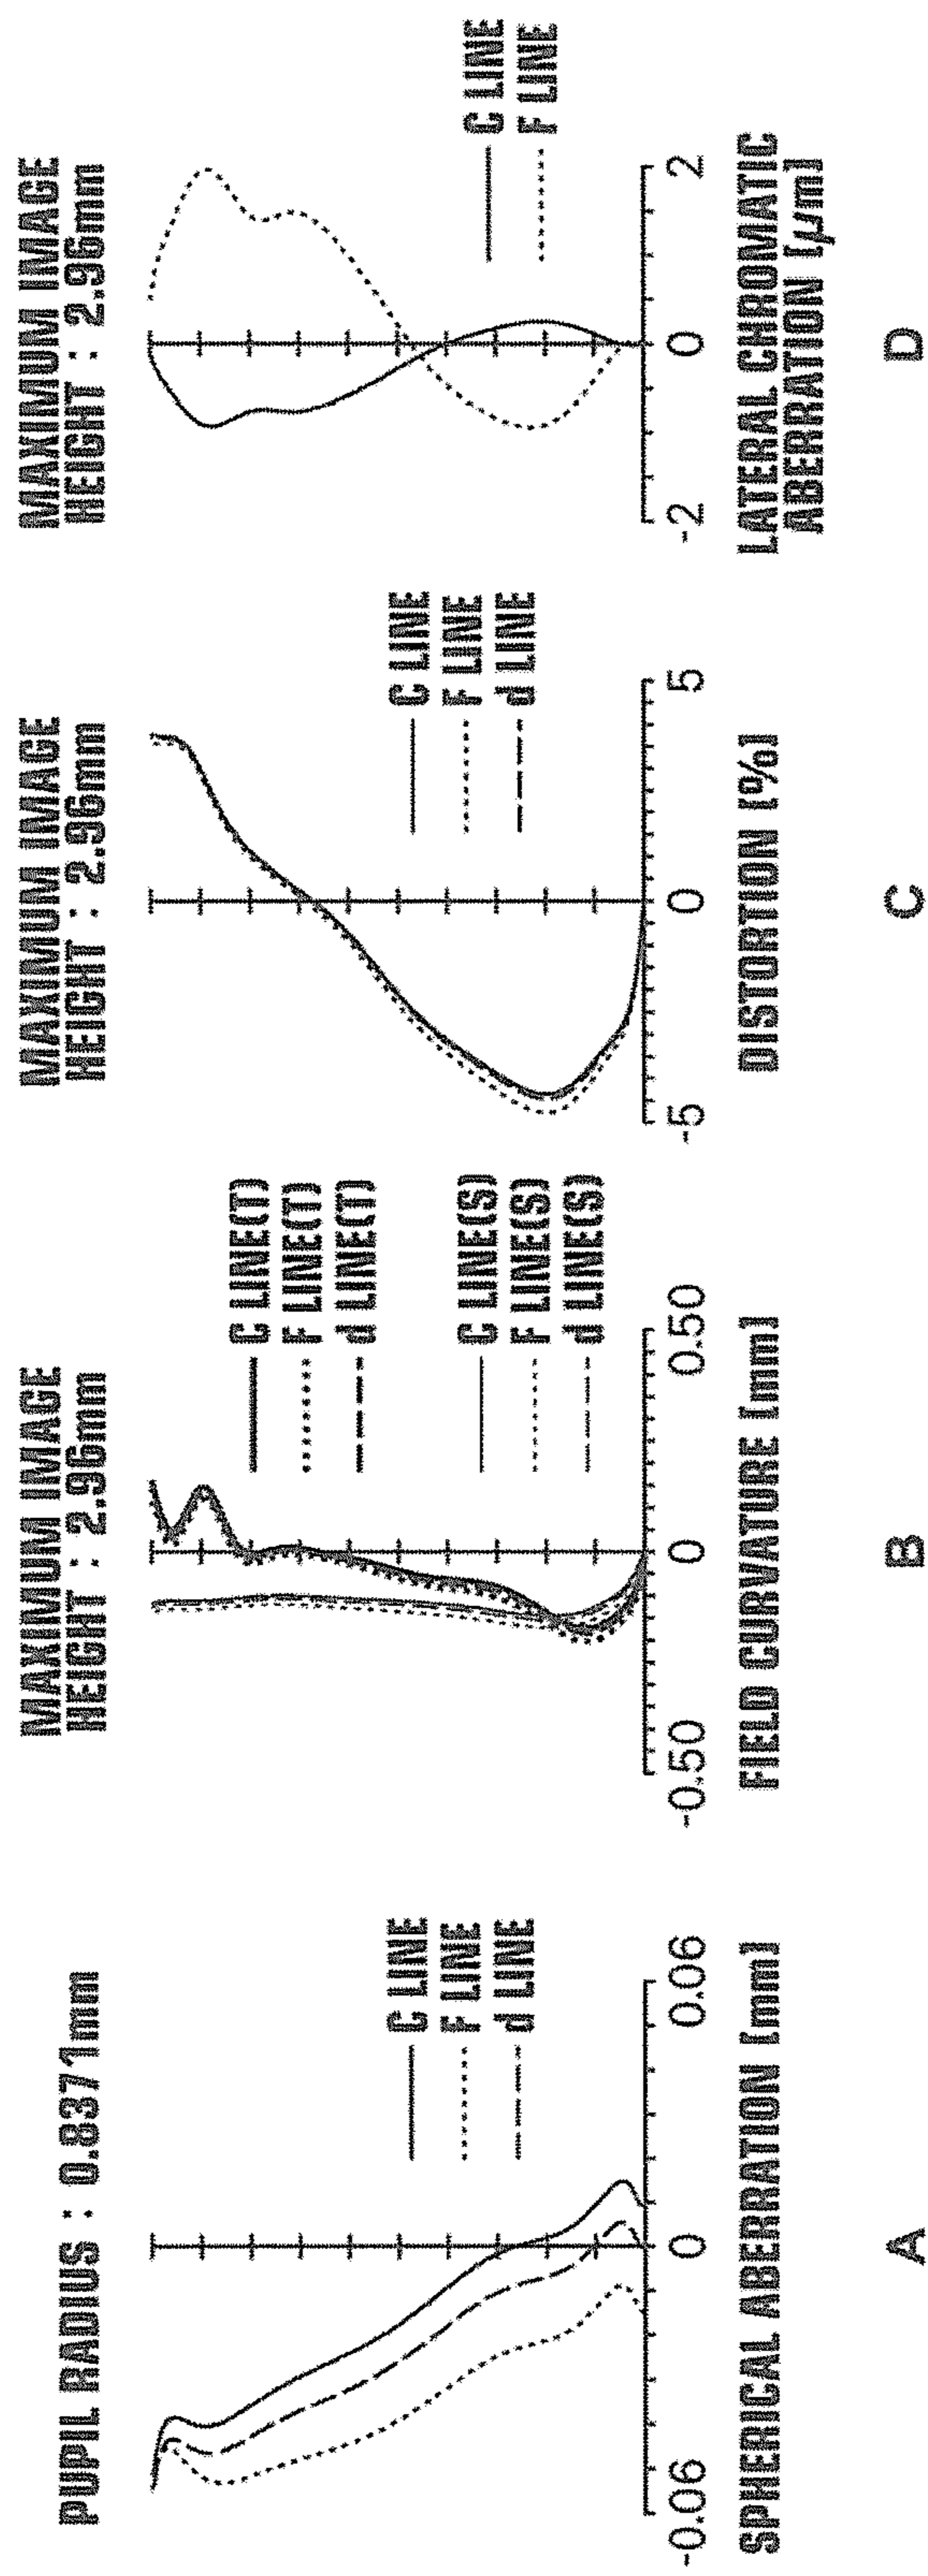 PUPIL RADIUS : 0.8371mm
C LINE
F LINE
d LINE
-0.06
0
0.06
SPHERICAL ABERRATION [mm]
A
MAXIMUM IMAGE
HEIGHT : 2.96mm
C LINE(T)
F LINE(T)
d LINE(T)
C LINE(S)
F LINE(S)
d LINE(S)
-0.50
0
0.50
FIELD CURVATURE [mm]
B
MAXIMUM IMAGE
HEIGHT : 2.96mm
C LINE
F LINE
d LINE
-5
0
5
DISTORTION [%]
C
MAXIMUM IMAGE
HEIGHT : 2.96mm
C LINE
F LINE
-2
0
2
LATERAL CHROMATIC
ABERRATION [μm]
D